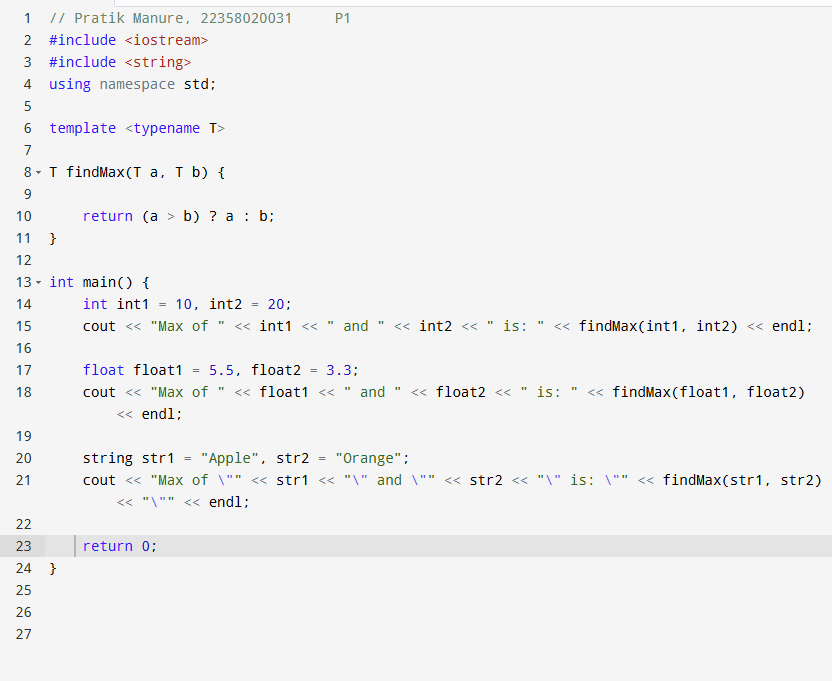 1 // Pratik Manure, 22358020031     P1
2 #include <iostream>
3 #include <string>
4 using namespace std;
5
6 template <typename T>
7
8 T findMax(T a, T b) {
9
10     return (a > b) ? a : b;
11 }
12
13 int main() {
14     int int1 = 10, int2 = 20;
15     cout << "Max of " << int1 << " and " << int2 << " is: " << findMax(int1, int2) << endl;
16
17     float float1 = 5.5, float2 = 3.3;
18     cout << "Max of " << float1 << " and " << float2 << " is: " << findMax(float1, float2)
        << endl;
19
20     string str1 = "Apple", str2 = "Orange";
21     cout << "Max of \"" << str1 << "\" and \"" << str2 << "\" is: \"" << findMax(str1, str2)
        << "\"" << endl;
22
23     return 0;
24 }
25
26
27